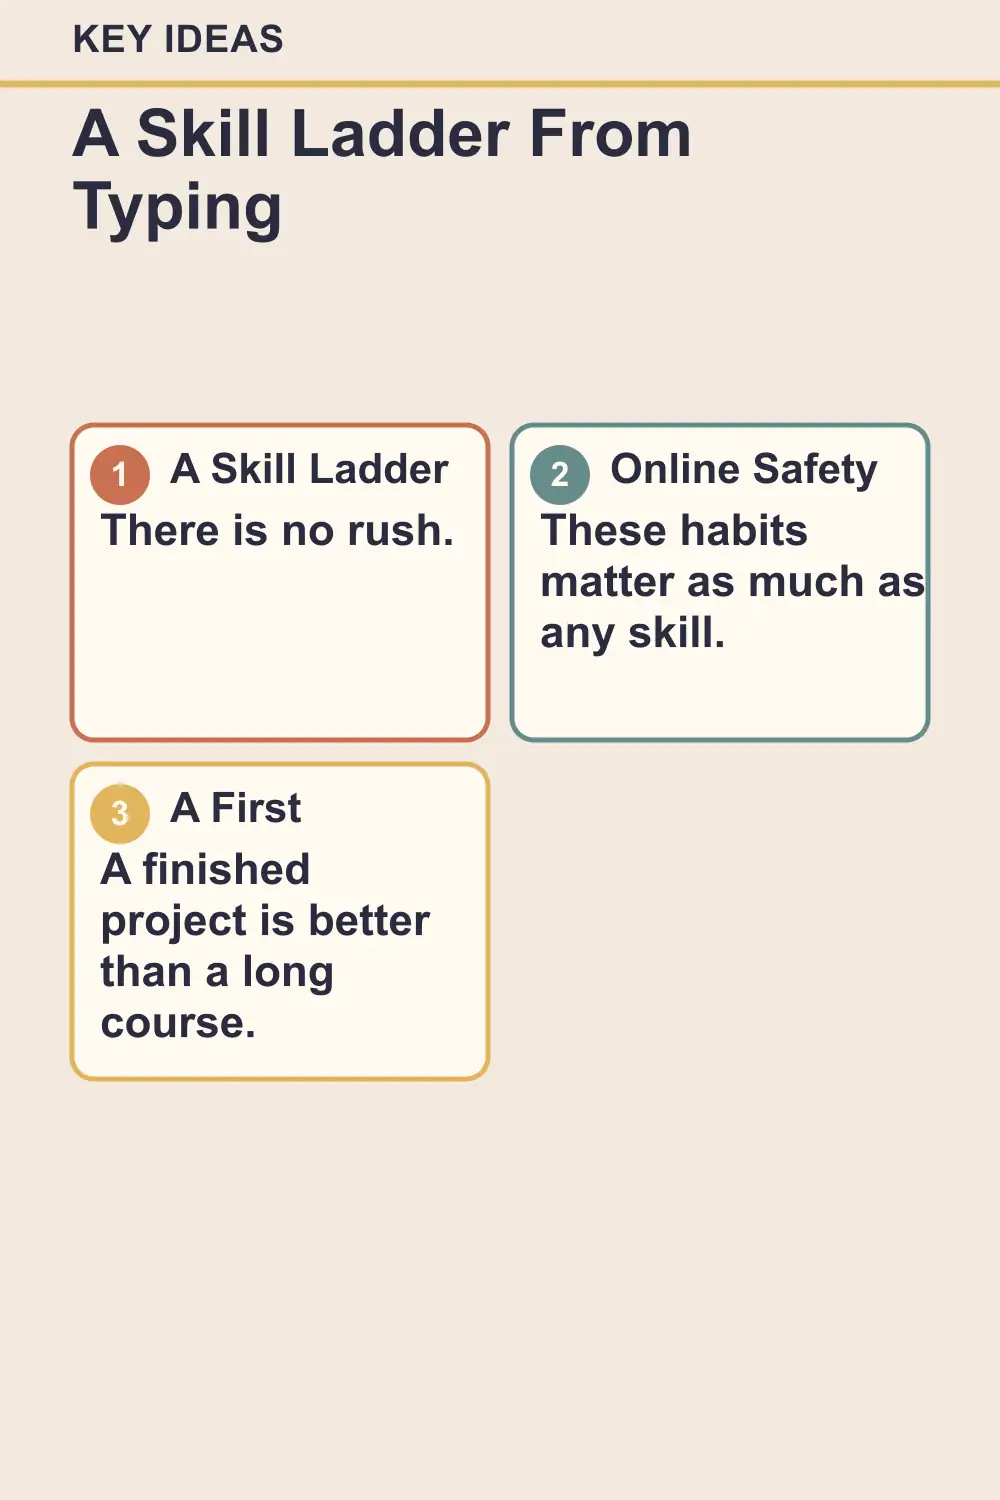 KEY IDEAS
A Skill Ladder From
Typing
1 A Skill Ladder
There is no rush.
2 Online Safety
These habits
matter as much as
any skill.
3 A First
A finished
project is better
than a long
course.